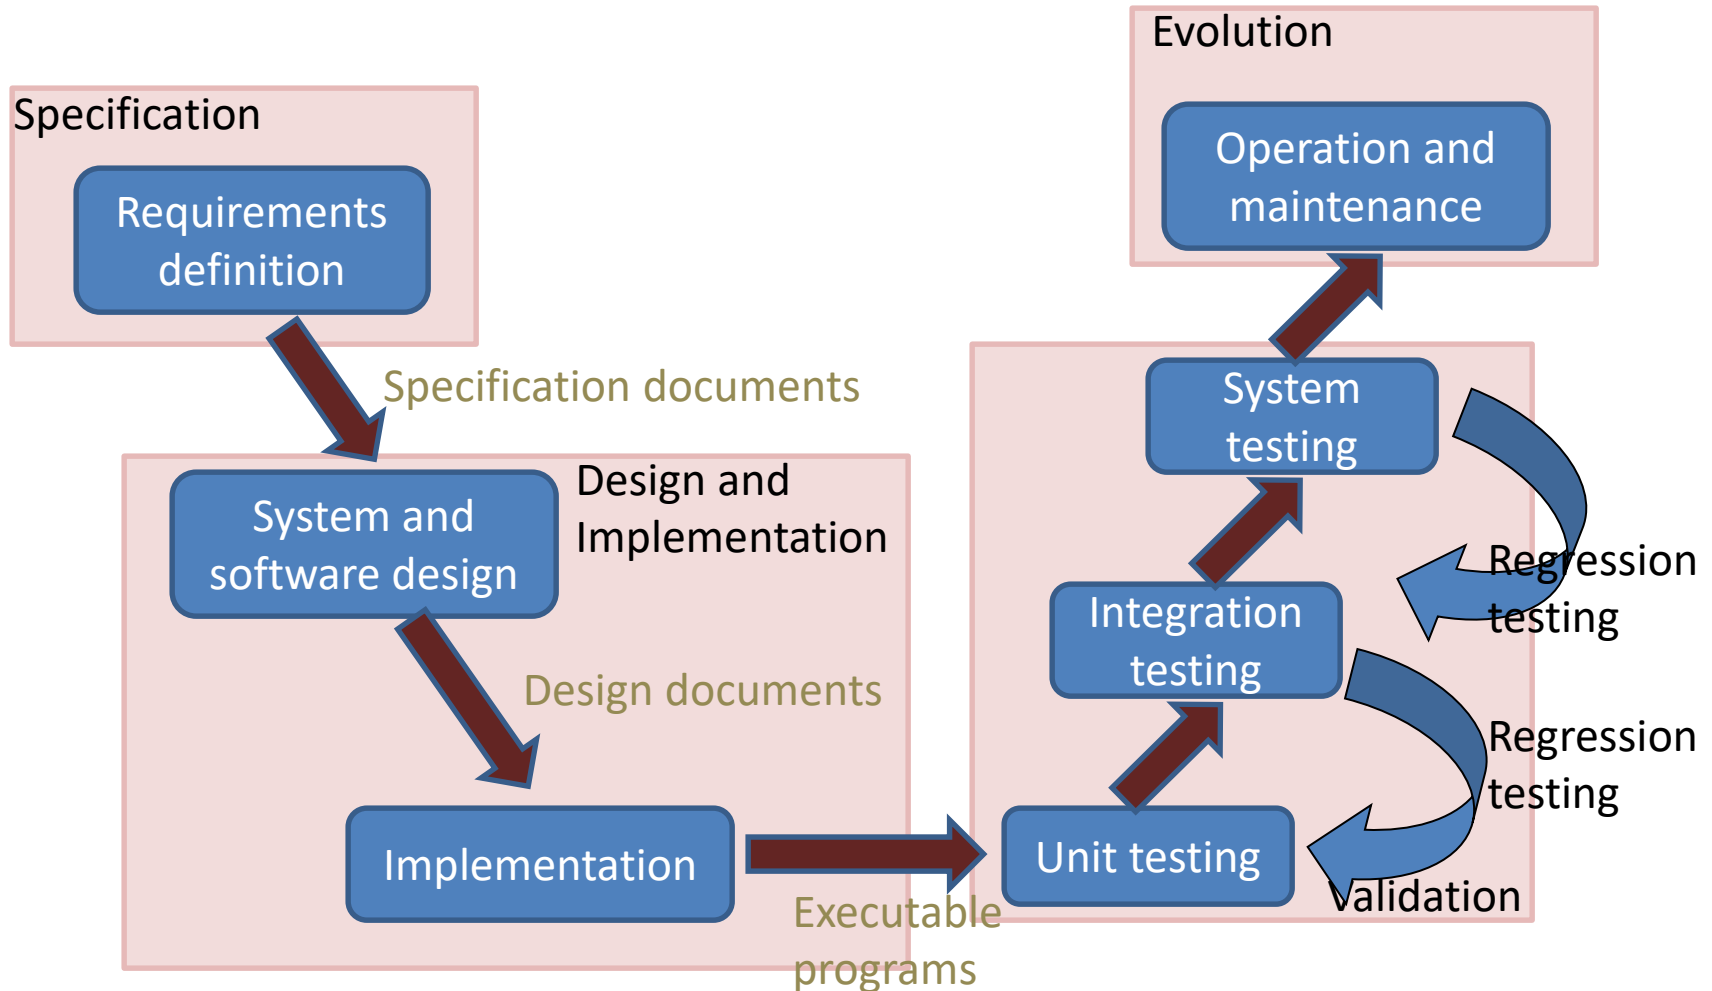 Specification
Requirements
definition
Specification documents
System and
software design
Design and
Implementation
Design documents
Implementation
Executable
programs
Evolution
Operation and
maintenance
System
testing
Regression
testing
Integration
testing
Regression
testing
Unit testing
Validation